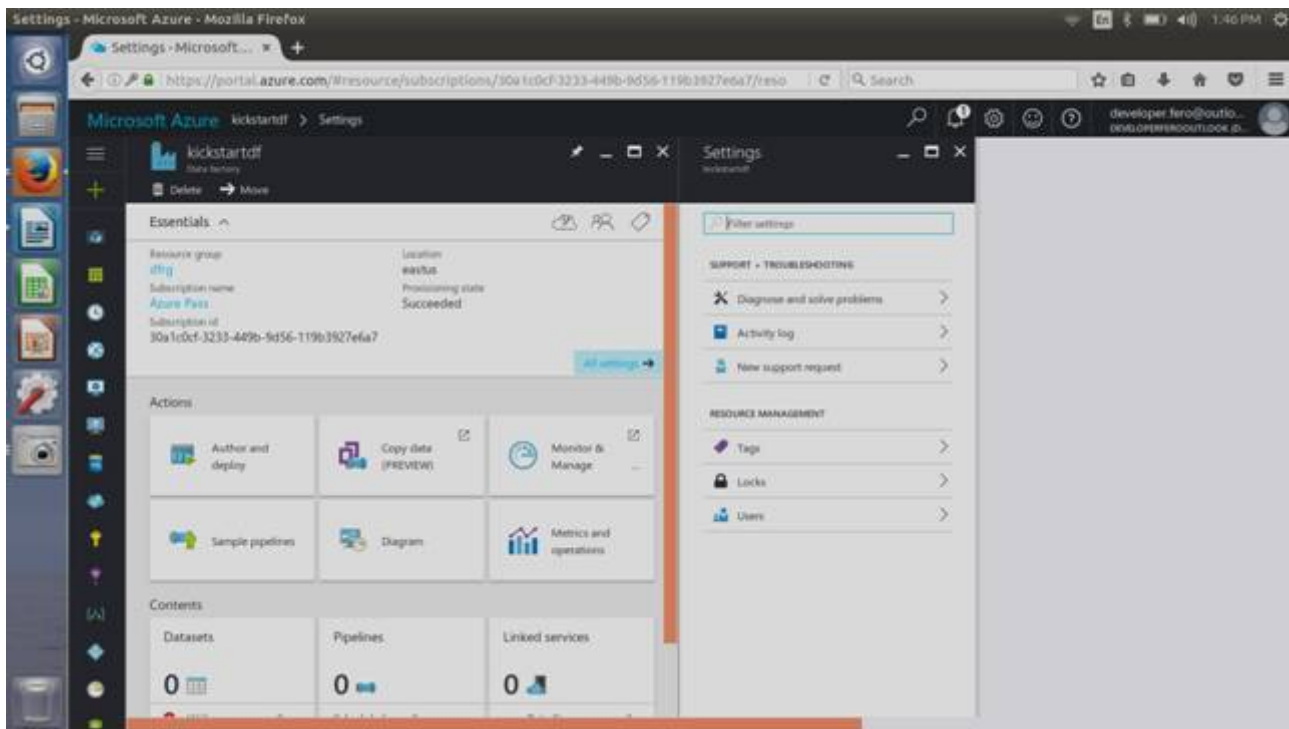 Settings - Microsoft Azure - Mozilla Firefox
En
1:46 PM
Settings - Microsoft...
https://portal.azure.com/#resource/subscriptions/30a1c0cf-3233-449b-9d56-119b3927e6a7/reso
Search
Microsoft Azure kickstartdf > Settings
1
developer.fero@outlo...
kickstartdf
Data factory
Delete Move
Essentials
Resource group
dfrg
Subscription name
Azure Pass
Subscription id
30a1c0cf-3233-449b-9d56-119b3927e6a7
Location
eastus
Provisioning state
Succeeded
All settings
Actions
Author and deploy
Copy data (PREVIEW)
Monitor & Manage
...
Sample pipelines
Diagram
Metrics and operations
Contents
Datasets
0
Pipelines
0
Linked services
0
Settings
kickstartdf
Filter settings
SUPPORT + TROUBLESHOOTING
Diagnose and solve problems
Activity log
New support request
RESOURCE MANAGEMENT
Tags
Locks
Users